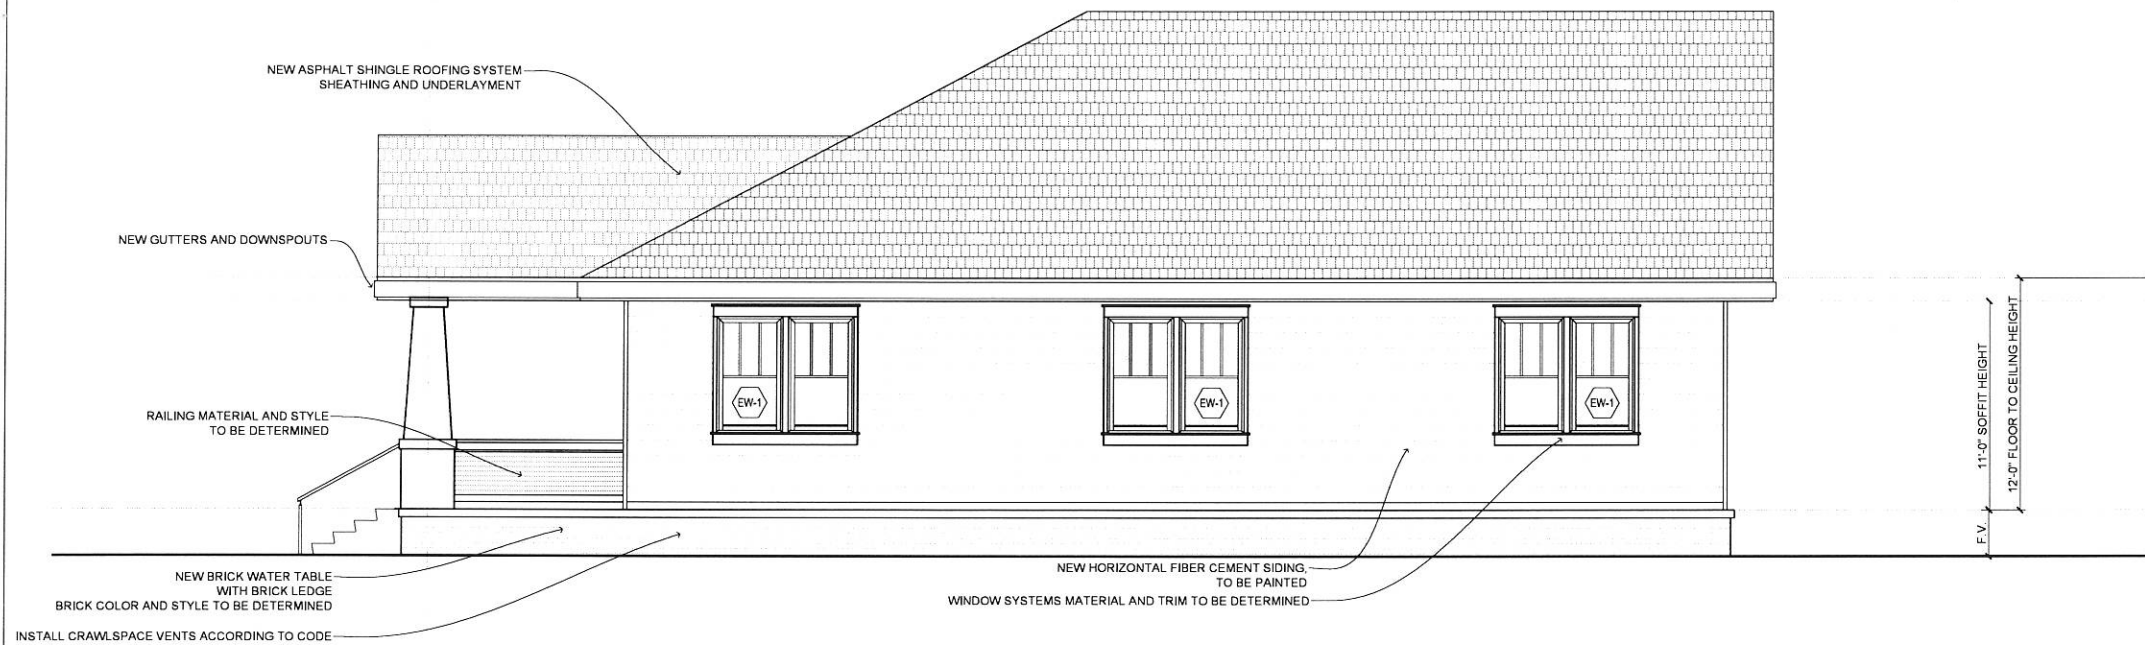 NEW ASPHALT SHINGLE ROOFING SYSTEM
SHEATHING AND UNDERLAYMENT
NEW GUTTERS AND DOWNSPOUTS
RAILING MATERIAL AND STYLE
TO BE DETERMINED
EW-1
EW-1
EW-1
11'-0" SOFFIT HEIGHT
12'-0" FLOOR TO CEILING HEIGHT
F.V.
NEW BRICK WATER TABLE
WITH BRICK LEDGE
BRICK COLOR AND STYLE TO BE DETERMINED
INSTALL CRAWLSPACE VENTS ACCORDING TO CODE
NEW HORIZONTAL FIBER CEMENT SIDING,
TO BE PAINTED
WINDOW SYSTEMS MATERIAL AND TRIM TO BE DETERMINED